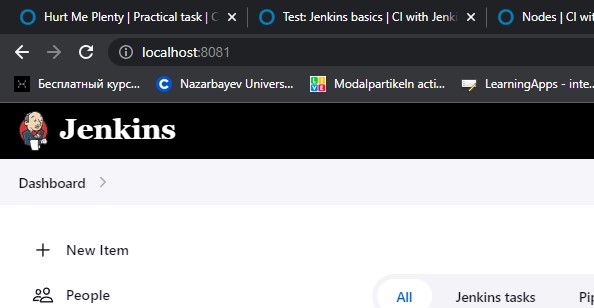 Hurt Me Plenty | Practical task |
Test: Jenkins basics | CI with Jenki
Nodes | CI wit
localhost:8081
Бесплатный курс...
Nazarbayev Univers...
Modalpartikeln acti...
LearningApps - inte...
Jenkins
Dashboard
New Item
People
All
Jenkins tasks
Pip